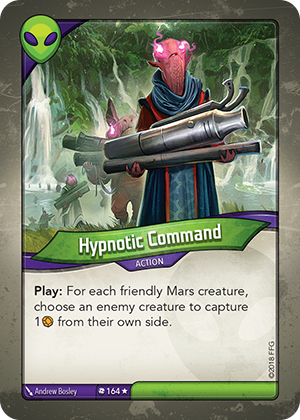 Hypnotic Command
ACTION
Play: For each friendly Mars creature,
choose an enemy creature to capture
1 from their own side.
©2018 FFG
Andrew Bosley
164